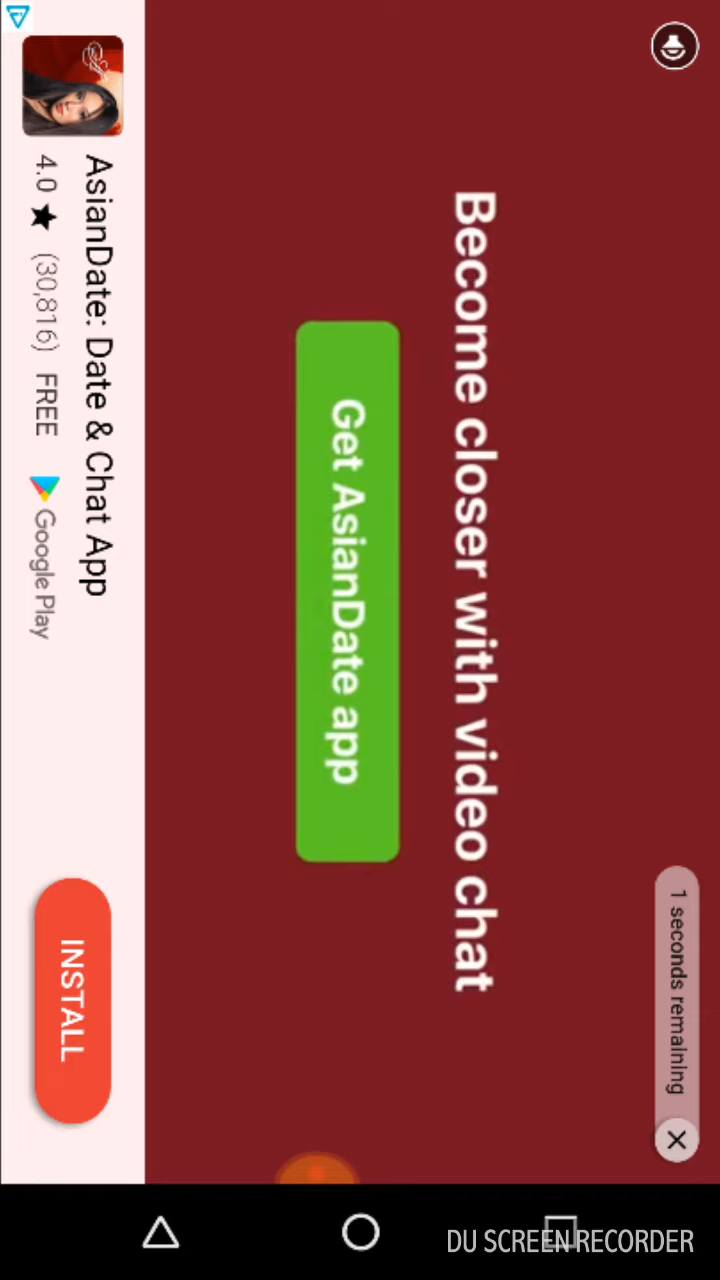 1 seconds remaining
Become closer with video chat
Get AsianDate app
AsianDate: Date & Chat App
4.0 ★ (30,816) FREE Google Play
INSTALL
DU SCREEN RECORDER